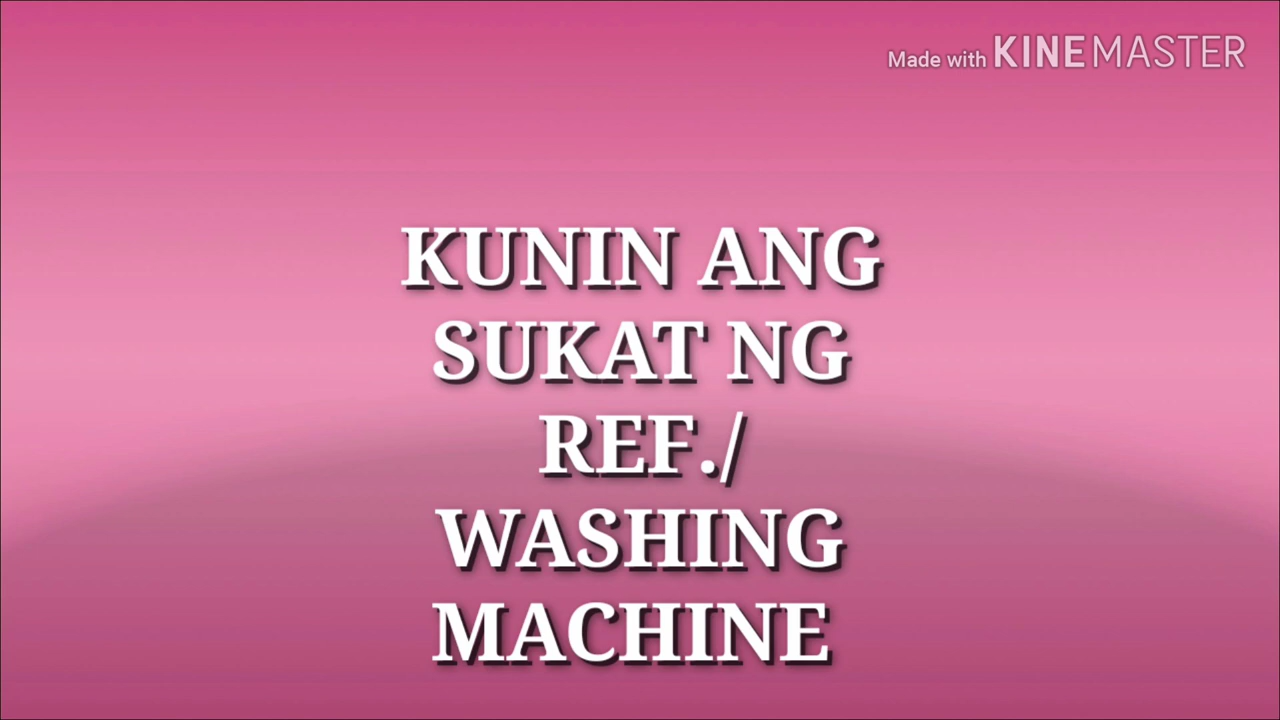 Made with KINEMASTER
KUNIN ANG
SUKAT NG
REF./
WASHING
MACHINE